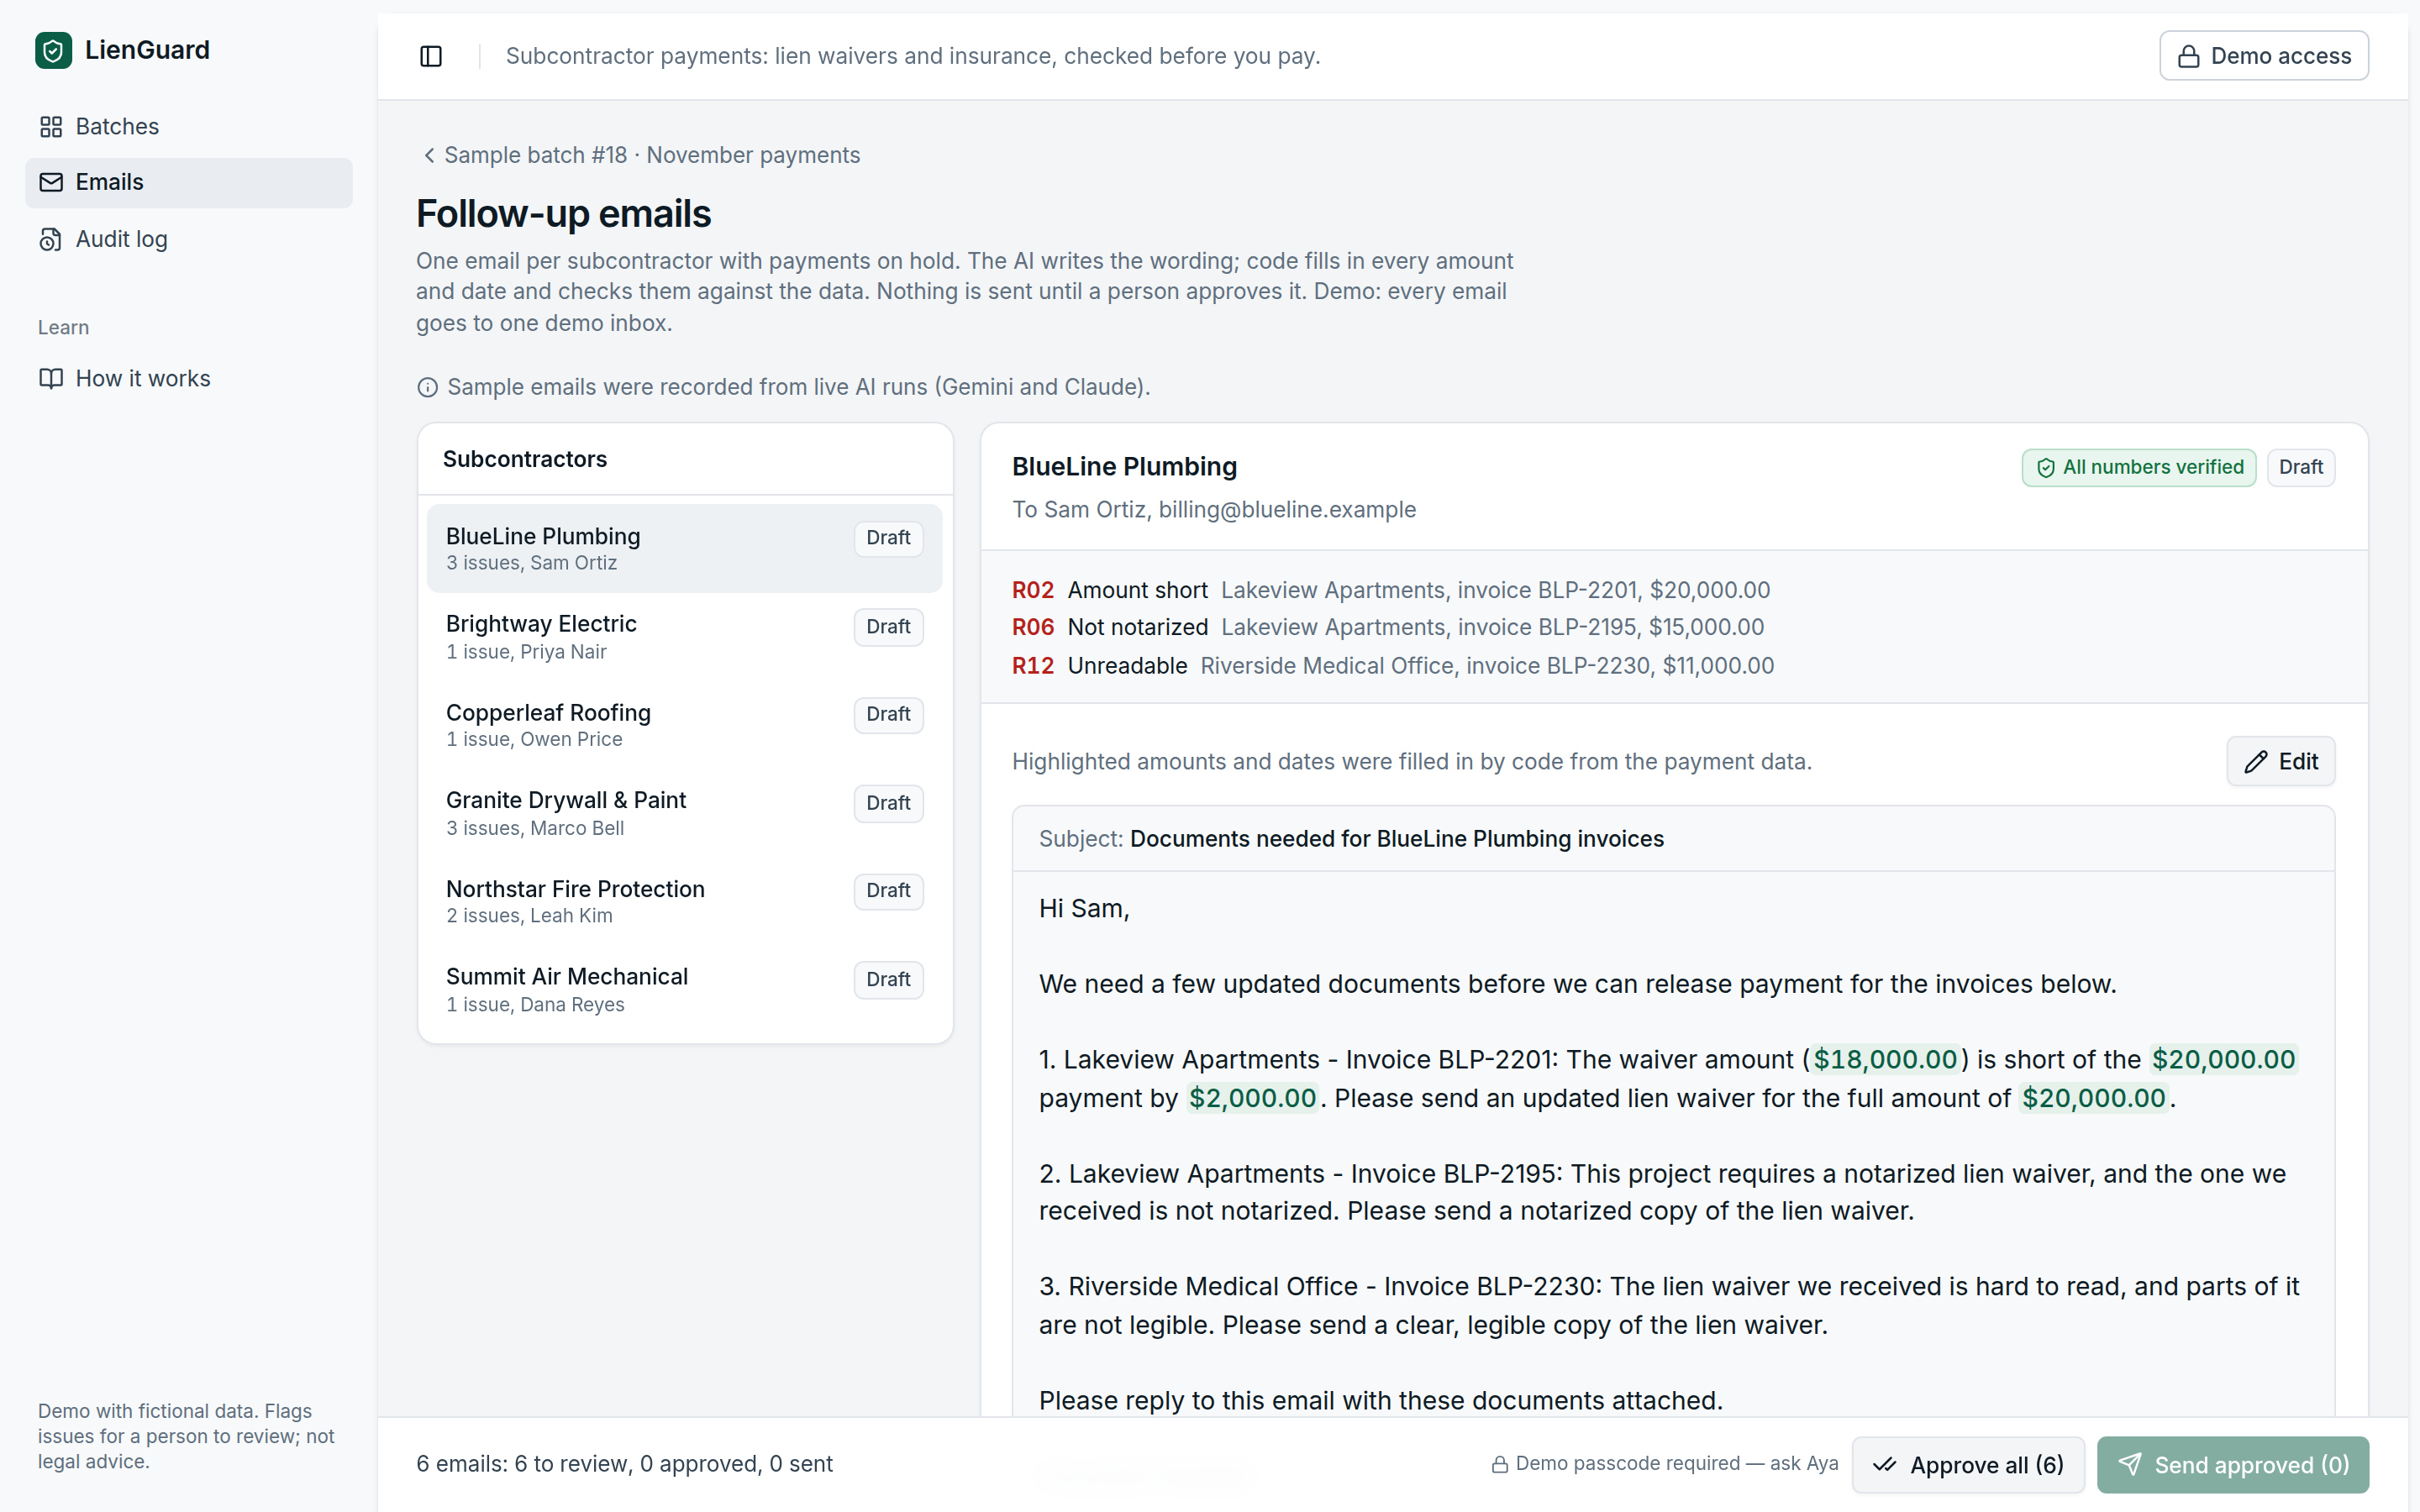 LienGuard
Batches
Emails
Audit log
Learn
How it works
Demo with fictional data. Flags
issues for a person to review; not
legal advice.
Subcontractor payments: lien waivers and insurance, checked before you pay.
Demo access
Sample batch #18 · November payments
Follow-up emails
One email per subcontractor with payments on hold. The AI writes the wording; code fills in every amount
and date and checks them against the data. Nothing is sent until a person approves it. Demo: every email
goes to one demo inbox.
Sample emails were recorded from live AI runs (Gemini and Claude).
Subcontractors
BlueLine Plumbing
Draft
3 issues, Sam Ortiz
Brightway Electric
Draft
1 issue, Priya Nair
Copperleaf Roofing
Draft
1 issue, Owen Price
Granite Drywall & Paint
Draft
3 issues, Marco Bell
Northstar Fire Protection
Draft
2 issues, Leah Kim
Summit Air Mechanical
Draft
1 issue, Dana Reyes
BlueLine Plumbing
All numbers verified
Draft
To Sam Ortiz, billing@blueline.example
R02 Amount short Lakeview Apartments, invoice BLP-2201, $20,000.00
R06 Not notarized Lakeview Apartments, invoice BLP-2195, $15,000.00
R12 Unreadable Riverside Medical Office, invoice BLP-2230, $11,000.00
Highlighted amounts and dates were filled in by code from the payment data.
Edit
Subject: Documents needed for BlueLine Plumbing invoices
Hi Sam,
We need a few updated documents before we can release payment for the invoices below.
1. Lakeview Apartments - Invoice BLP-2201: The waiver amount ($18,000.00) is short of the $20,000.00
payment by $2,000.00. Please send an updated lien waiver for the full amount of $20,000.00.
2. Lakeview Apartments - Invoice BLP-2195: This project requires a notarized lien waiver, and the one we
received is not notarized. Please send a notarized copy of the lien waiver.
3. Riverside Medical Office - Invoice BLP-2230: The lien waiver we received is hard to read, and parts of it
are not legible. Please send a clear, legible copy of the lien waiver.
Please reply to this email with these documents attached.
6 emails: 6 to review, 0 approved, 0 sent
Demo passcode required — ask Aya
Approve all (6)
Send approved (0)